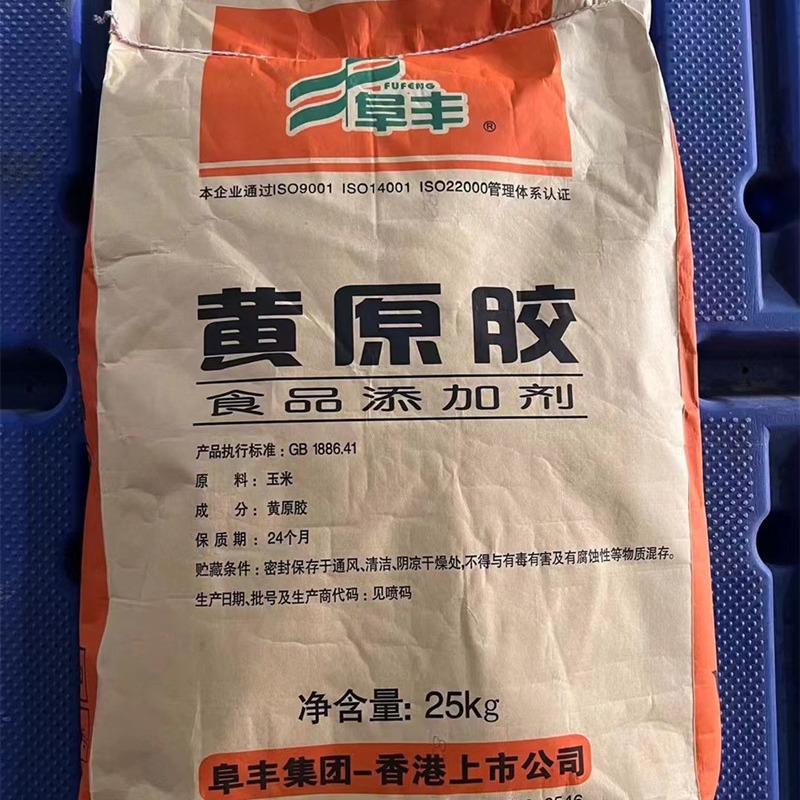 FUFENG
阜丰®
本企业通过ISO9001 ISO14001 ISO22000管理体系认证
黄原胶
食品添加剂
产品执行标准：GB 1886.41
原 料：玉米
成 分：黄原胶
保质期：24个月
贮藏条件：密封保存于通风、清洁、阴凉干燥处，不得与有毒有害及有腐蚀性等物质混存。
生产日期、批号及生产商代码：见喷码
净含量：25kg
阜丰集团-香港上市公司